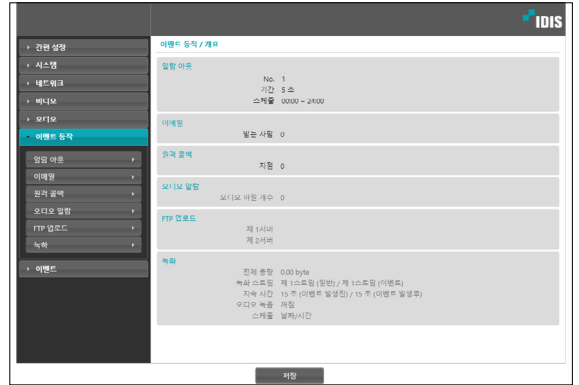 IDIS
간편 설정
시스템
네트워크
비디오
오디오
이벤트 동작
알람 아웃
이메일
원격 콜백
오디오 알람
FTP 업로드
녹화
이벤트
이벤트 동작 / 개요
알람 아웃
No. 1
기간 5 초
스케줄 00:00 ~ 24:00
이메일
받는 사람 0
원격 콜백
지점 0
오디오 알람
오디오 파일 개수 0
FTP 업로드
제 1서버
제 2서버
녹화
전체 용량 0.00 byte
녹화 스트림 제 1스트림 (일반) / 제 1스트림 (이벤트)
지속 시간 15 초 (이벤트 발생전) / 15 초 (이벤트 발생후)
오디오 녹음 꺼짐
스케줄 날짜/시간
저장